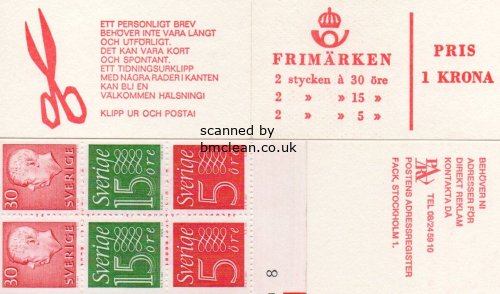 ETT PERSONLIGT BREV
BEHÖVER INTE VARA LÅNGT
OCH UTFÖRLIGT.
DET KAN VARA KORT
OCH SPONTANT.
ETT TIDNINGSURKLIPP
MED NÅGRA RADER I KANTEN
KAN BLI EN
VÄLKOMMEN HÄLSNING!
KLIPP UR OCH POSTA!
FRIMÄRKEN
2 stycken à 30 öre
2 » » 15 »
2 » » 5 »
PRIS
1 KRONA
scanned by
bmclean.co.uk
30
SVERIGE
Sverige
15
öre
Sverige
5
öre
30
SVERIGE
Sverige
15
öre
Sverige
5
öre
8
BEHÖVER NI
ADRESSER FÖR
DIREKT REKLAM
KONTAKTA DÅ
PAR
TEL 08/24 59 10
POSTENS ADRESSREGISTER
FACK, STOCKHOLM 1.